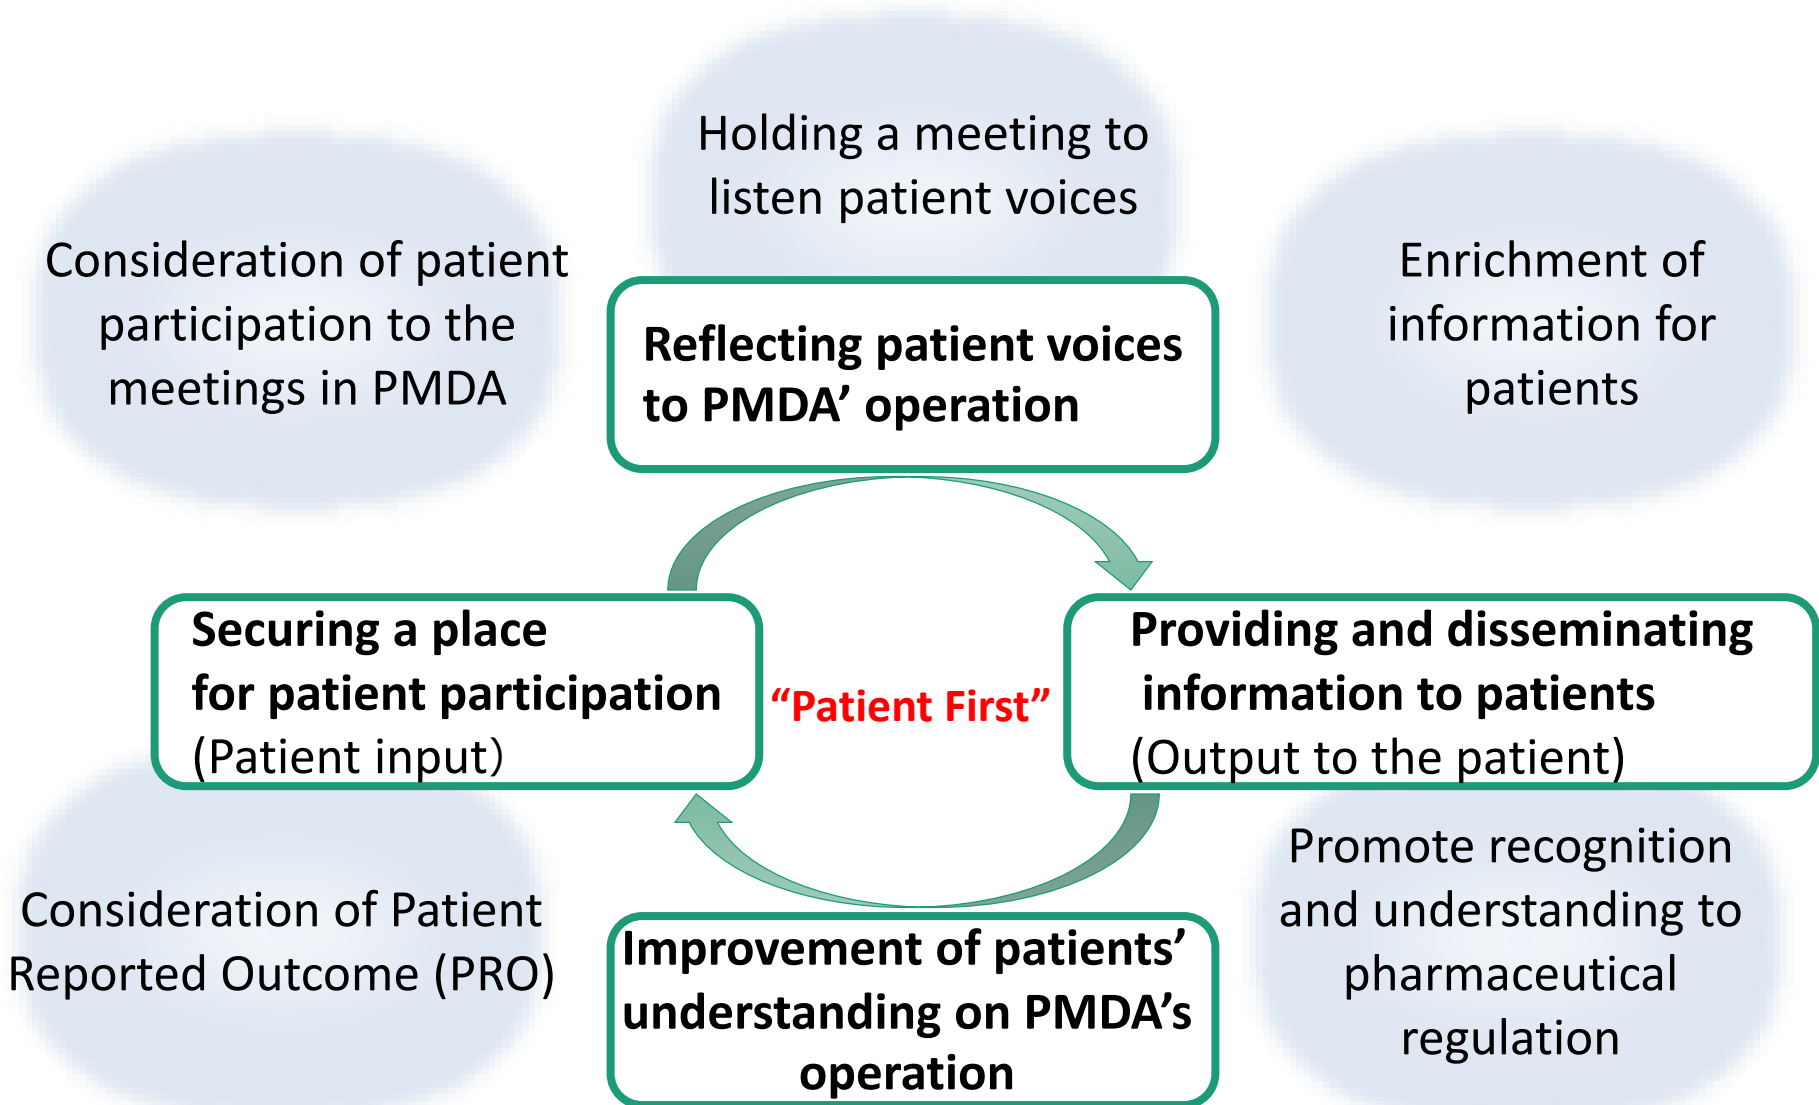 Holding a meeting to
listen patient voices
Consideration of patient
participation to the
meetings in PMDA
Enrichment of
information for
patients
Reflecting patient voices
to PMDA’ operation
Securing a place
for patient participation
(Patient input）
“Patient First”
Providing and disseminating
information to patients
(Output to the patient)
Consideration of Patient
Reported Outcome (PRO)
Improvement of patients’
understanding on PMDA’s
operation
Promote recognition
and understanding to
pharmaceutical
regulation